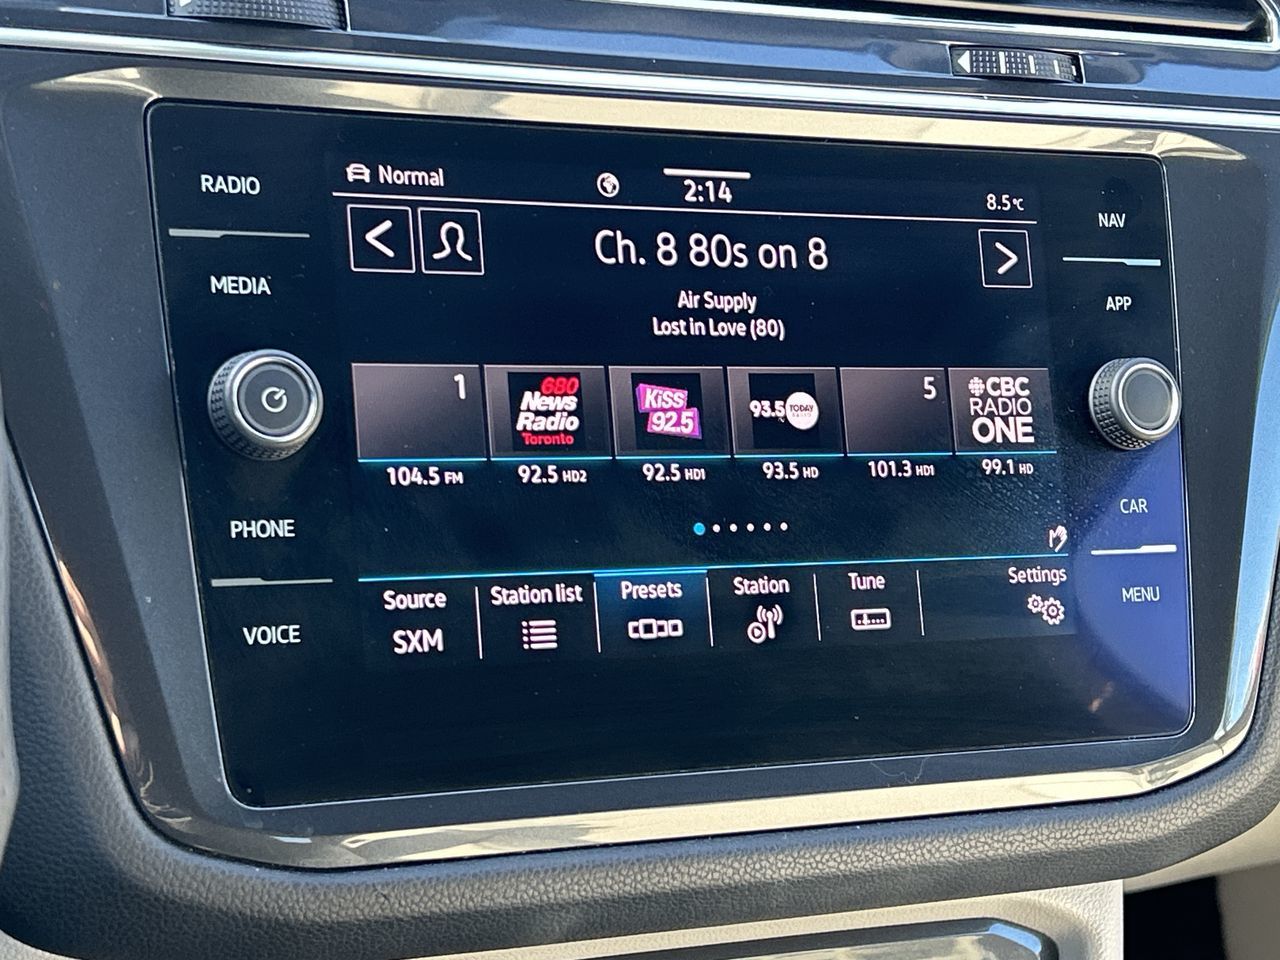 RADIO
MEDIA
PHONE
VOICE
Normal
2:14
8.5°C
Ch. 8 80s on 8
Air Supply
Lost in Love (80)
1
680
News
Radio
Toronto
KiSS
92.5
93.5 TODAY
RADIO
5
CBC
RADIO
ONE
104.5 FM
92.5 HD2
92.5 HD1
93.5 HD
101.3 HD1
99.1 HD
Source
SXM
Station list
Presets
Station
Tune
Settings
NAV
APP
CAR
MENU